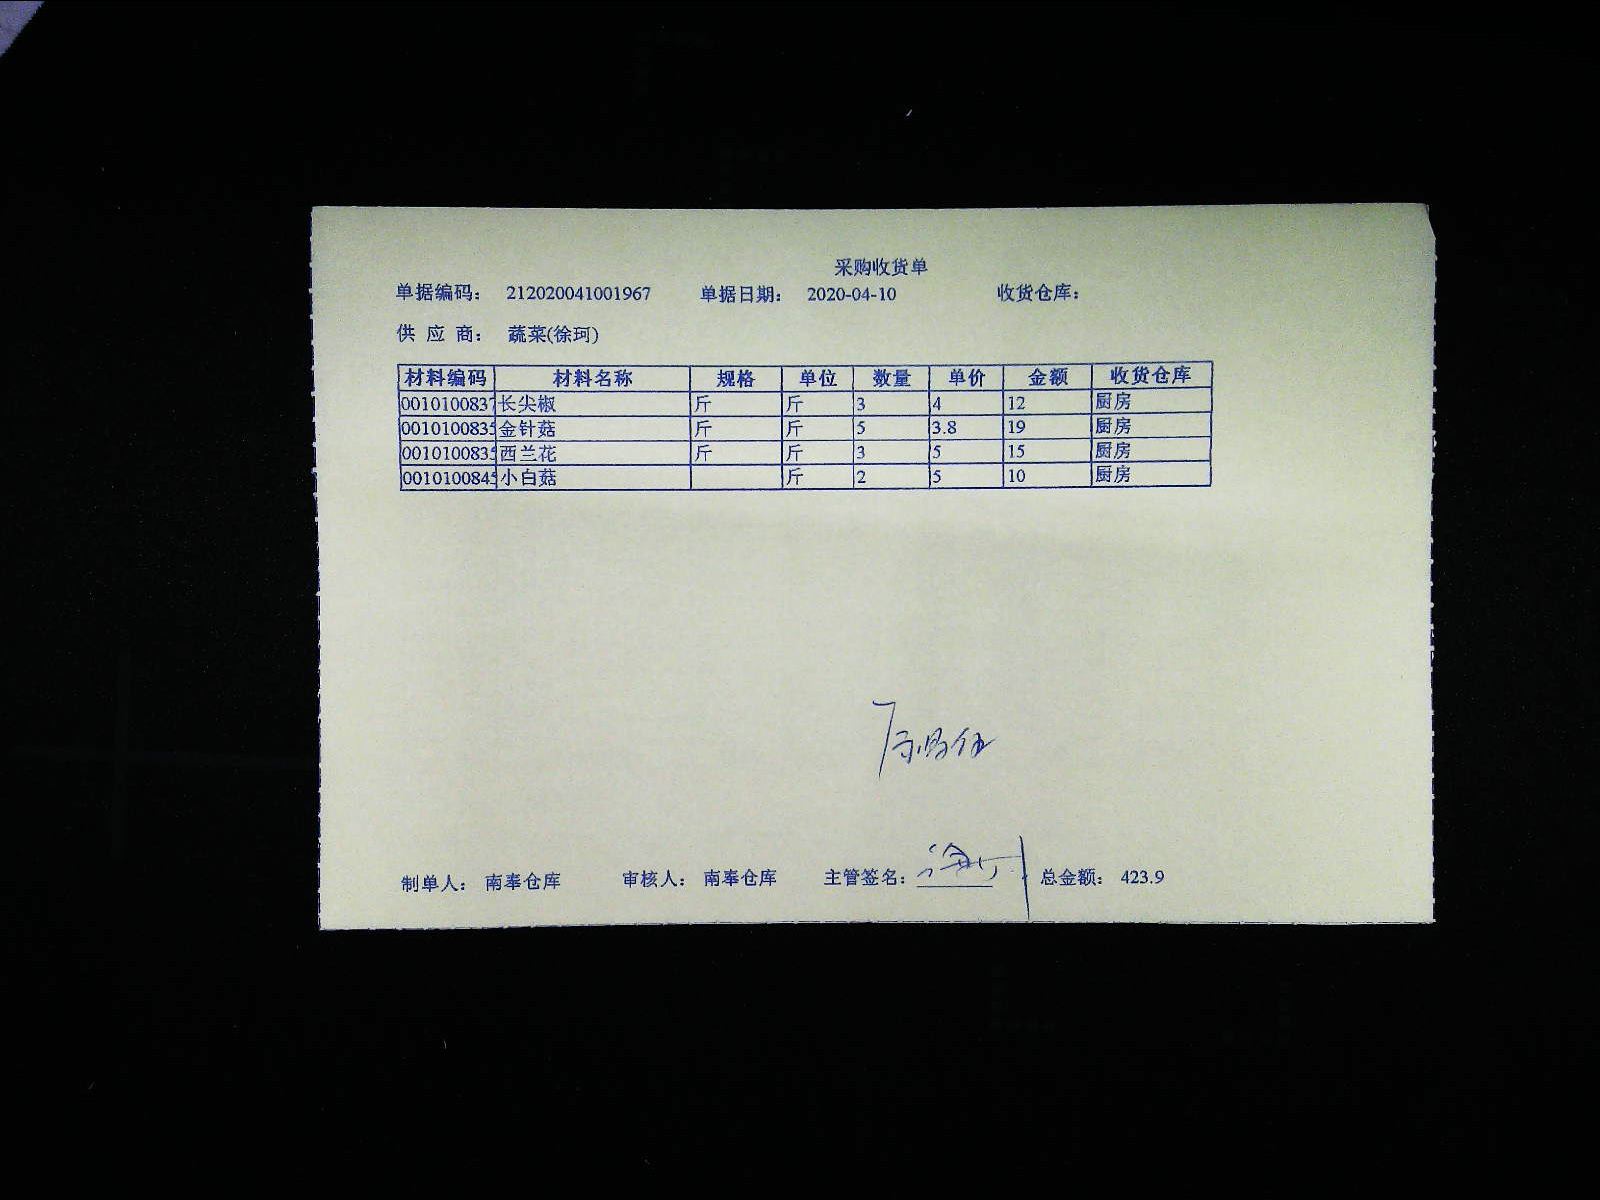 采购收货单
单据编码： 212020041001967 单据日期： 2020-04-10 收货仓库：
供 应 商： 蔬菜(徐珂)
材料编码 材料名称 规格 单位 数量 单价 金额 收货仓库
0010100837 长尖椒 斤 斤 3 4 12 厨房
0010100835 金针菇 斤 斤 5 3.8 19 厨房
0010100835 西兰花 斤 斤 3 5 15 厨房
0010100845 小白菇 斤 2 5 10 厨房
制单人： 南奉仓库 审核人： 南奉仓库 主管签名： 总金额： 423.9